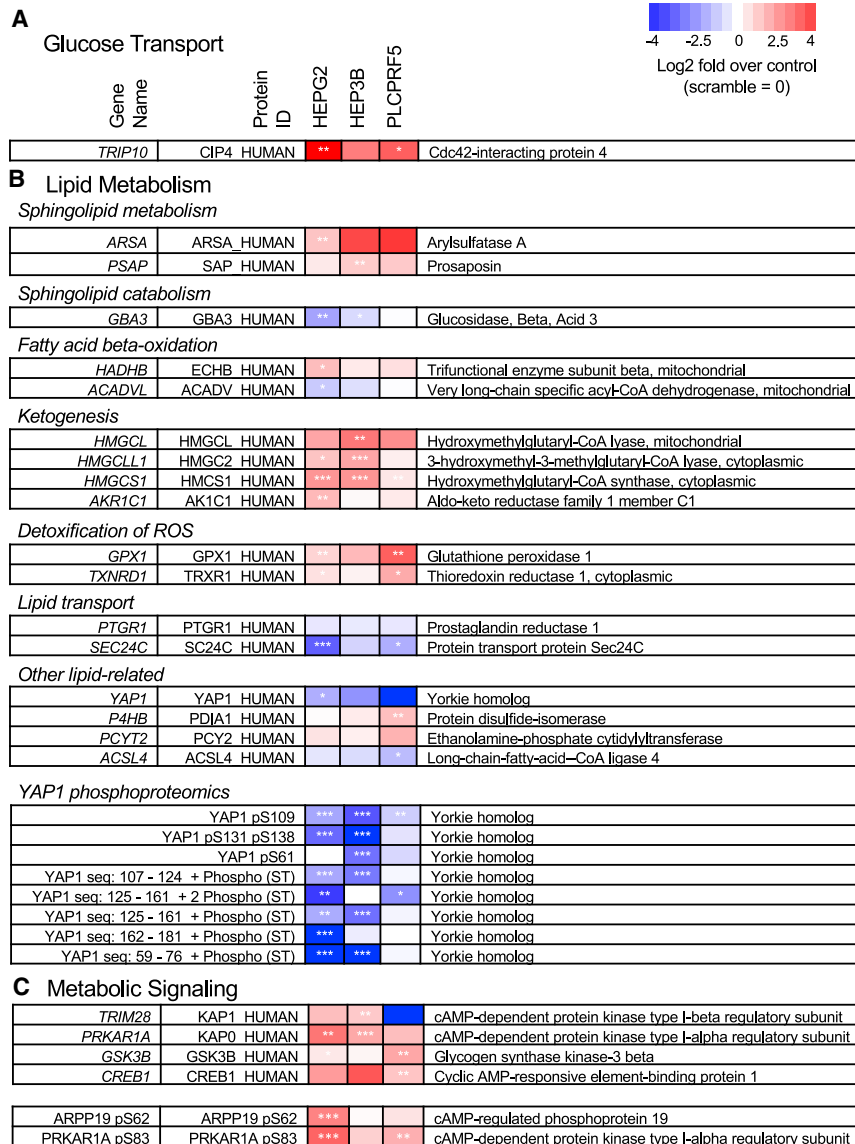 A
Glucose Transport
-4 -2.5 0 2.5 4
Log2 fold over control
(scramble = 0)
Gene Name Protein ID HEPG2 HEP3B PLCPRF5
TRIP10 CIP4_HUMAN ** * Cdc42-interacting protein 4
B Lipid Metabolism
Sphingolipid metabolism
ARSA ARSA_HUMAN ** Arylsulfatase A
PSAP SAP_HUMAN ** Prosaposin
Sphingolipid catabolism
GBA3 GBA3_HUMAN ** * Glucosidase, Beta, Acid 3
Fatty acid beta-oxidation
HADHB ECHB_HUMAN * Trifunctional enzyme subunit beta, mitochondrial
ACADVL ACADV_HUMAN * Very long-chain specific acyl-CoA dehydrogenase, mitochondrial
Ketogenesis
HMGCL HMGCL_HUMAN ** Hydroxymethylglutaryl-CoA lyase, mitochondrial
HMGCLL1 HMGC2_HUMAN * *** 3-hydroxymethyl-3-methylglutaryl-CoA lyase, cytoplasmic
HMGCS1 HMCS1_HUMAN *** *** ** Hydroxymethylglutaryl-CoA synthase, cytoplasmic
AKR1C1 AK1C1_HUMAN ** Aldo-keto reductase family 1 member C1
Detoxification of ROS
GPX1 GPX1_HUMAN ** ** Glutathione peroxidase 1
TXNRD1 TRXR1_HUMAN * * Thioredoxin reductase 1, cytoplasmic
Lipid transport
PTGR1 PTGR1_HUMAN Prostaglandin reductase 1
SEC24C SC24C_HUMAN *** * Protein transport protein Sec24C
Other lipid-related
YAP1 YAP1_HUMAN * Yorkie homolog
P4HB PDIA1_HUMAN ** Protein disulfide-isomerase
PCYT2 PCY2_HUMAN Ethanolamine-phosphate cytidylyltransferase
ACSL4 ACSL4_HUMAN * Long-chain-fatty-acid--CoA ligase 4
YAP1 phosphoproteomics
YAP1 pS109 *** *** ** Yorkie homolog
YAP1 pS131 pS138 *** *** Yorkie homolog
YAP1 pS61 *** Yorkie homolog
YAP1 seq: 107 - 124 + Phospho (ST) *** *** Yorkie homolog
YAP1 seq: 125 - 161 + 2 Phospho (ST) ** * Yorkie homolog
YAP1 seq: 125 - 161 + Phospho (ST) ** *** Yorkie homolog
YAP1 seq: 162 - 181 + Phospho (ST) *** Yorkie homolog
YAP1 seq: 59 - 76 + Phospho (ST) *** *** Yorkie homolog
C Metabolic Signaling
TRIM28 KAP1_HUMAN ** cAMP-dependent protein kinase type I-beta regulatory subunit
PRKAR1A KAP0_HUMAN ** *** cAMP-dependent protein kinase type I-alpha regulatory subunit
GSK3B GSK3B_HUMAN * ** Glycogen synthase kinase-3 beta
CREB1 CREB1_HUMAN ** Cyclic AMP-responsive element-binding protein 1
ARPP19 pS62 ARPP19 pS62 *** cAMP-regulated phosphoprotein 19
PRKAR1A pS83 PRKAR1A pS83 *** ** cAMP-dependent protein kinase type I-alpha regulatory subunit